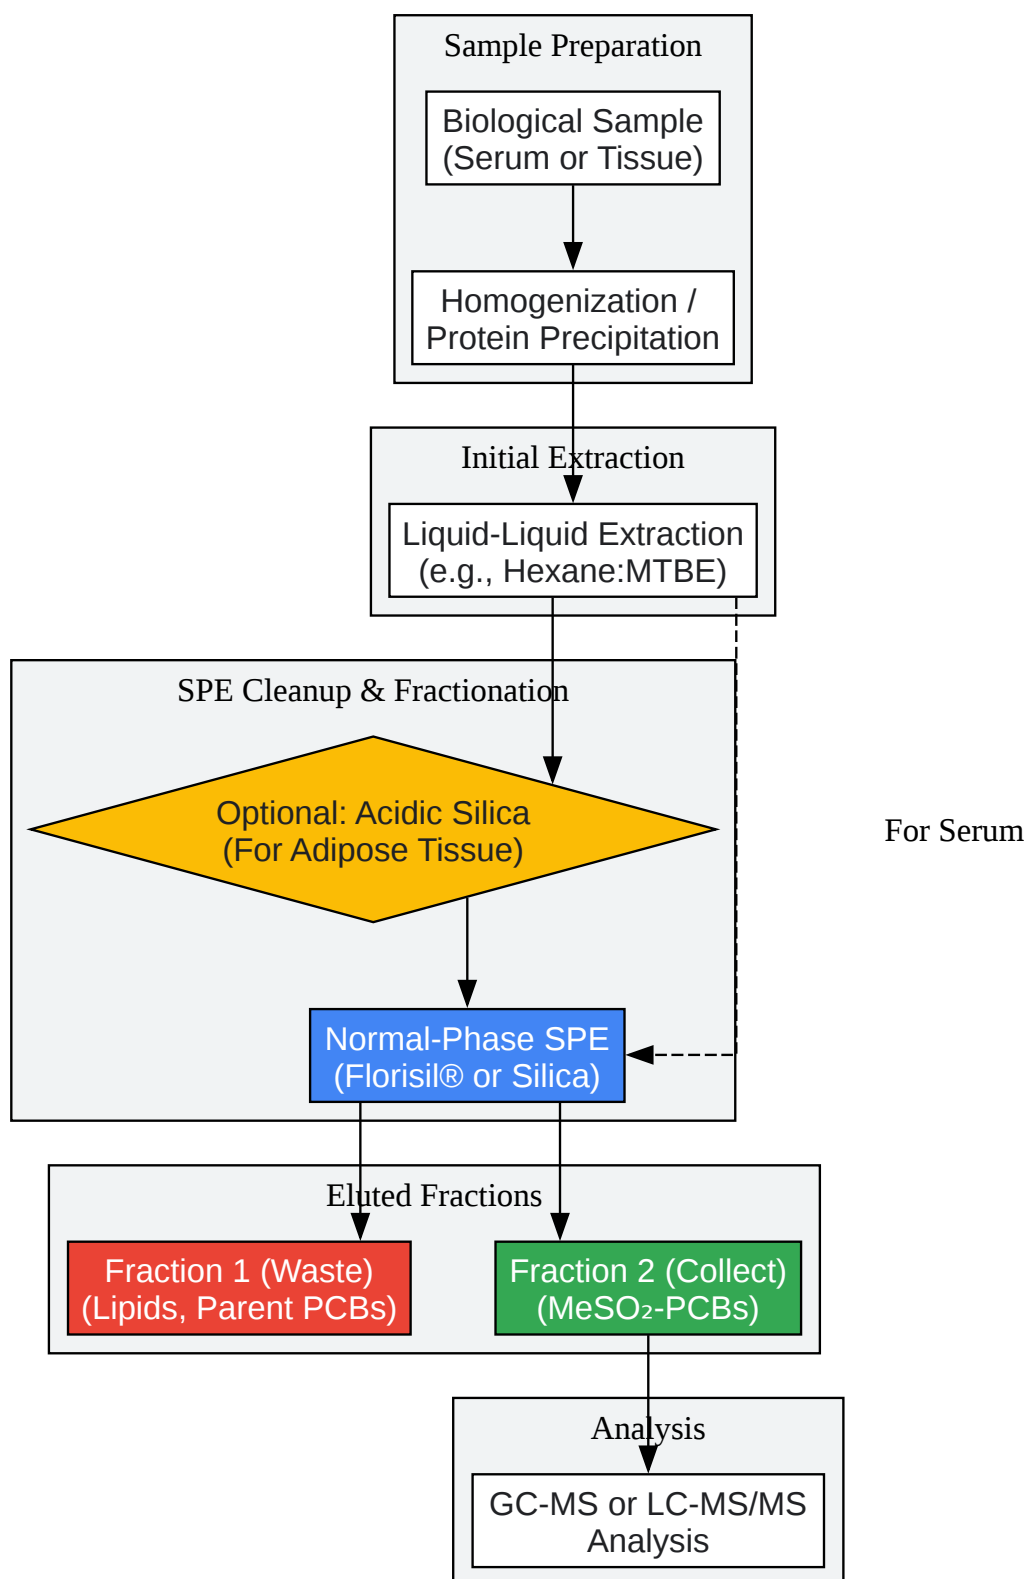 Sample Preparation
Biological Sample
(Serum or Tissue)
Homogenization /
Protein Precipitation
Initial Extraction
Liquid-Liquid Extraction
(e.g., Hexane:MTBE)
SPE Cleanup & Fractionation
Optional: Acidic Silica
(For Adipose Tissue)
For Serum
Normal-Phase SPE
(Florisil® or Silica)
Eluted Fractions
Fraction 1 (Waste)
(Lipids, Parent PCBs)
Fraction 2 (Collect)
(MeSO₂-PCBs)
Analysis
GC-MS or LC-MS/MS
Analysis